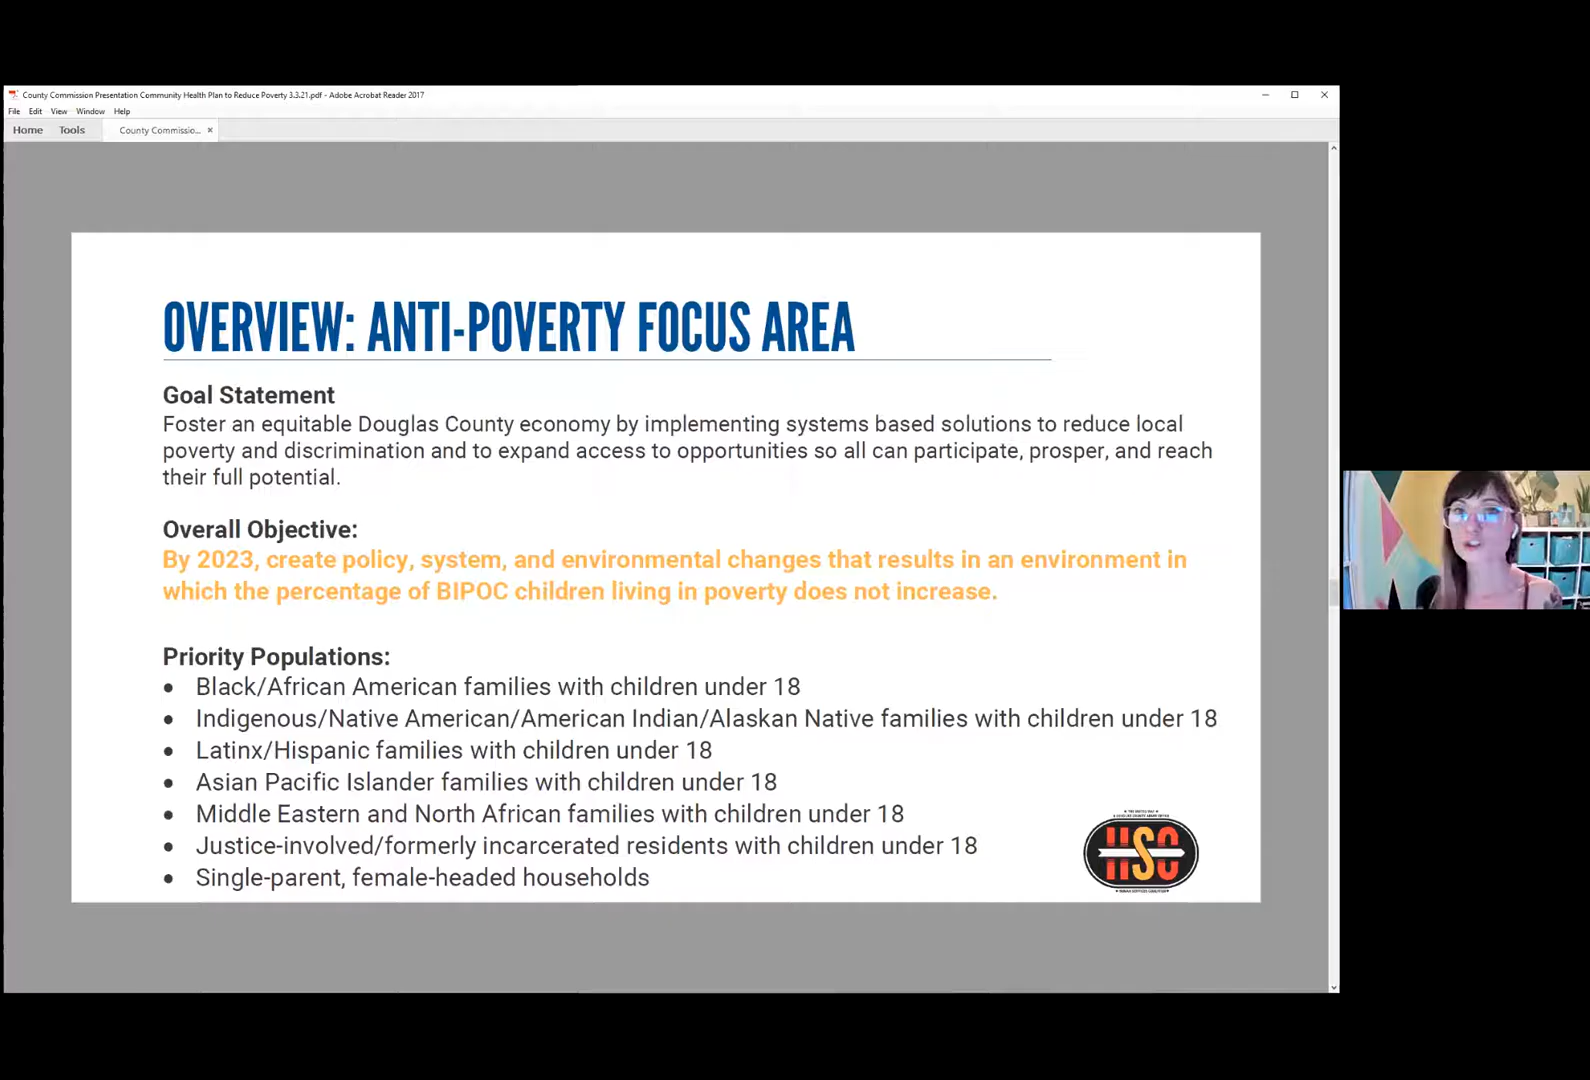 County Commission Presentation Community Health Plan to Reduce Poverty 3.3.21.pdf - Adobe Acrobat Reader 2017
File Edit View Window Help
Home Tools County Commissio... ×
OVERVIEW: ANTI-POVERTY FOCUS AREA
Goal Statement
Foster an equitable Douglas County economy by implementing systems based solutions to reduce local
poverty and discrimination and to expand access to opportunities so all can participate, prosper, and reach
their full potential.
Overall Objective:
By 2023, create policy, system, and environmental changes that results in an environment in
which the percentage of BIPOC children living in poverty does not increase.
Priority Populations:
• Black/African American families with children under 18
• Indigenous/Native American/American Indian/Alaskan Native families with children under 18
• Latinx/Hispanic families with children under 18
• Asian Pacific Islander families with children under 18
• Middle Eastern and North African families with children under 18
• Justice-involved/formerly incarcerated residents with children under 18
• Single-parent, female-headed households
HSC